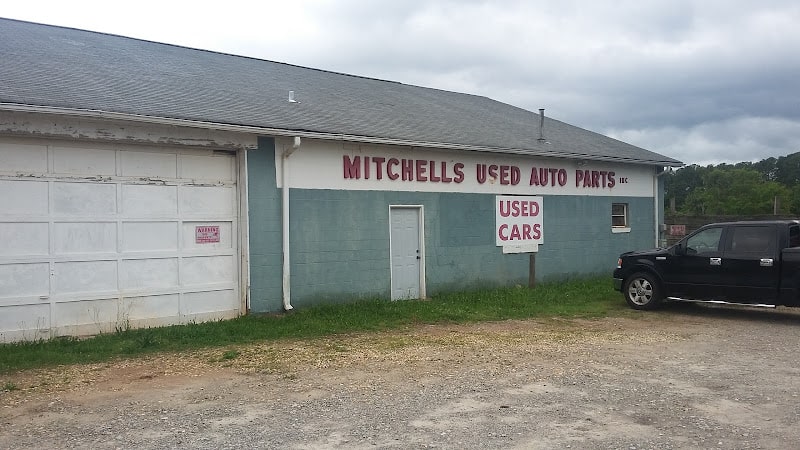 MITCHELLS USED AUTO PARTS INC
USED
CARS
WARNING